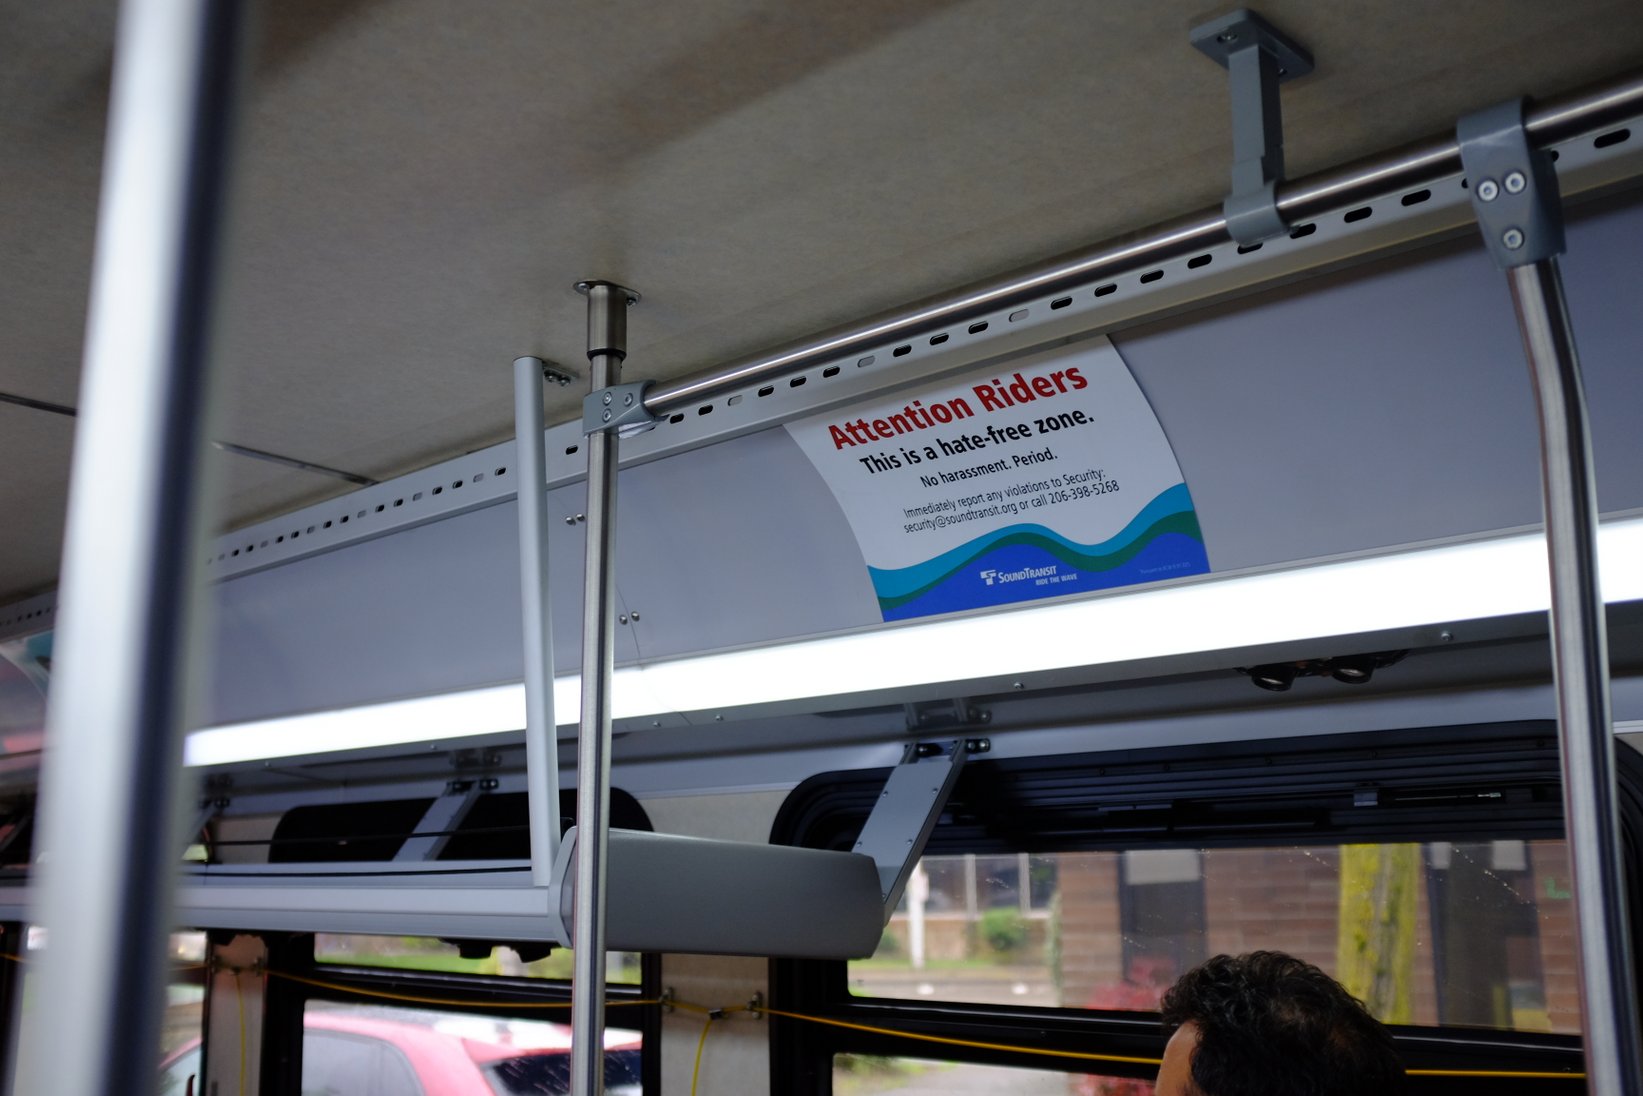 Attention Riders
This is a hate-free zone.
No harassment. Period.
Immediately report any violations to Security:
security@soundtransit.org or call 206-398-5268
SOUNDTRANSIT
RIDE THE WAVE